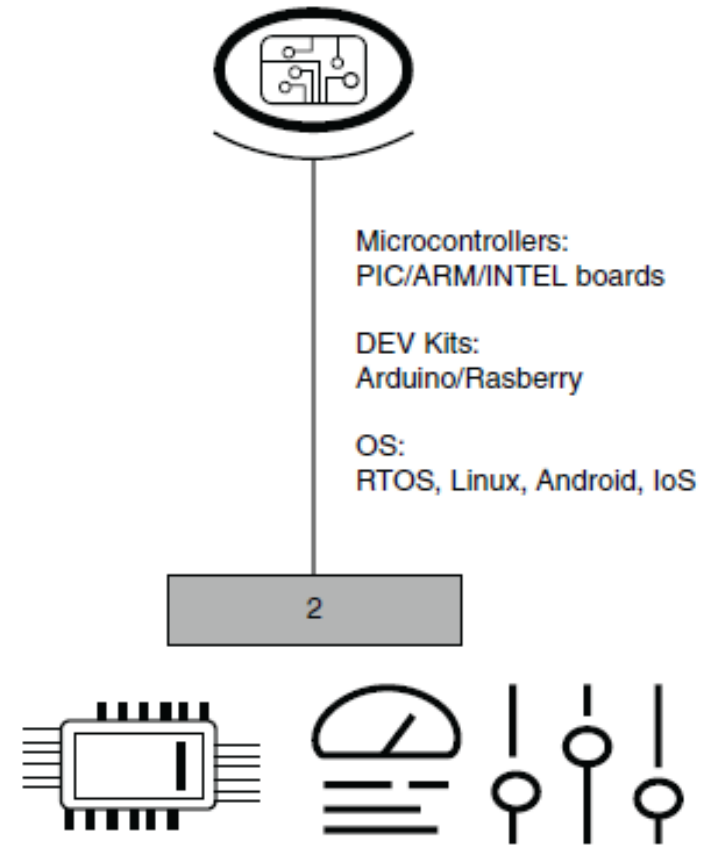 Microcontrollers:
PIC/ARM/INTEL boards
DEV Kits:
Arduino/Rasberry
OS:
RTOS, Linux, Android, IoS
2